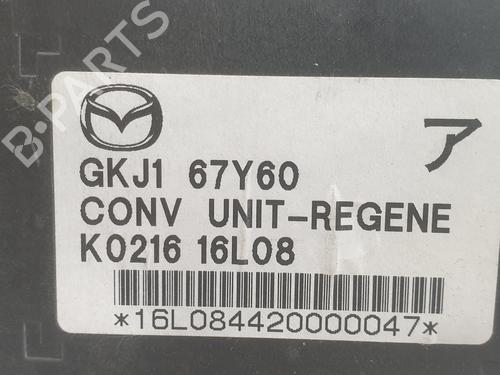 B-PARTS
ア
GKJ1 67Y60
CONV UNIT-REGENE
K0216 16L08
*16L084420000047*